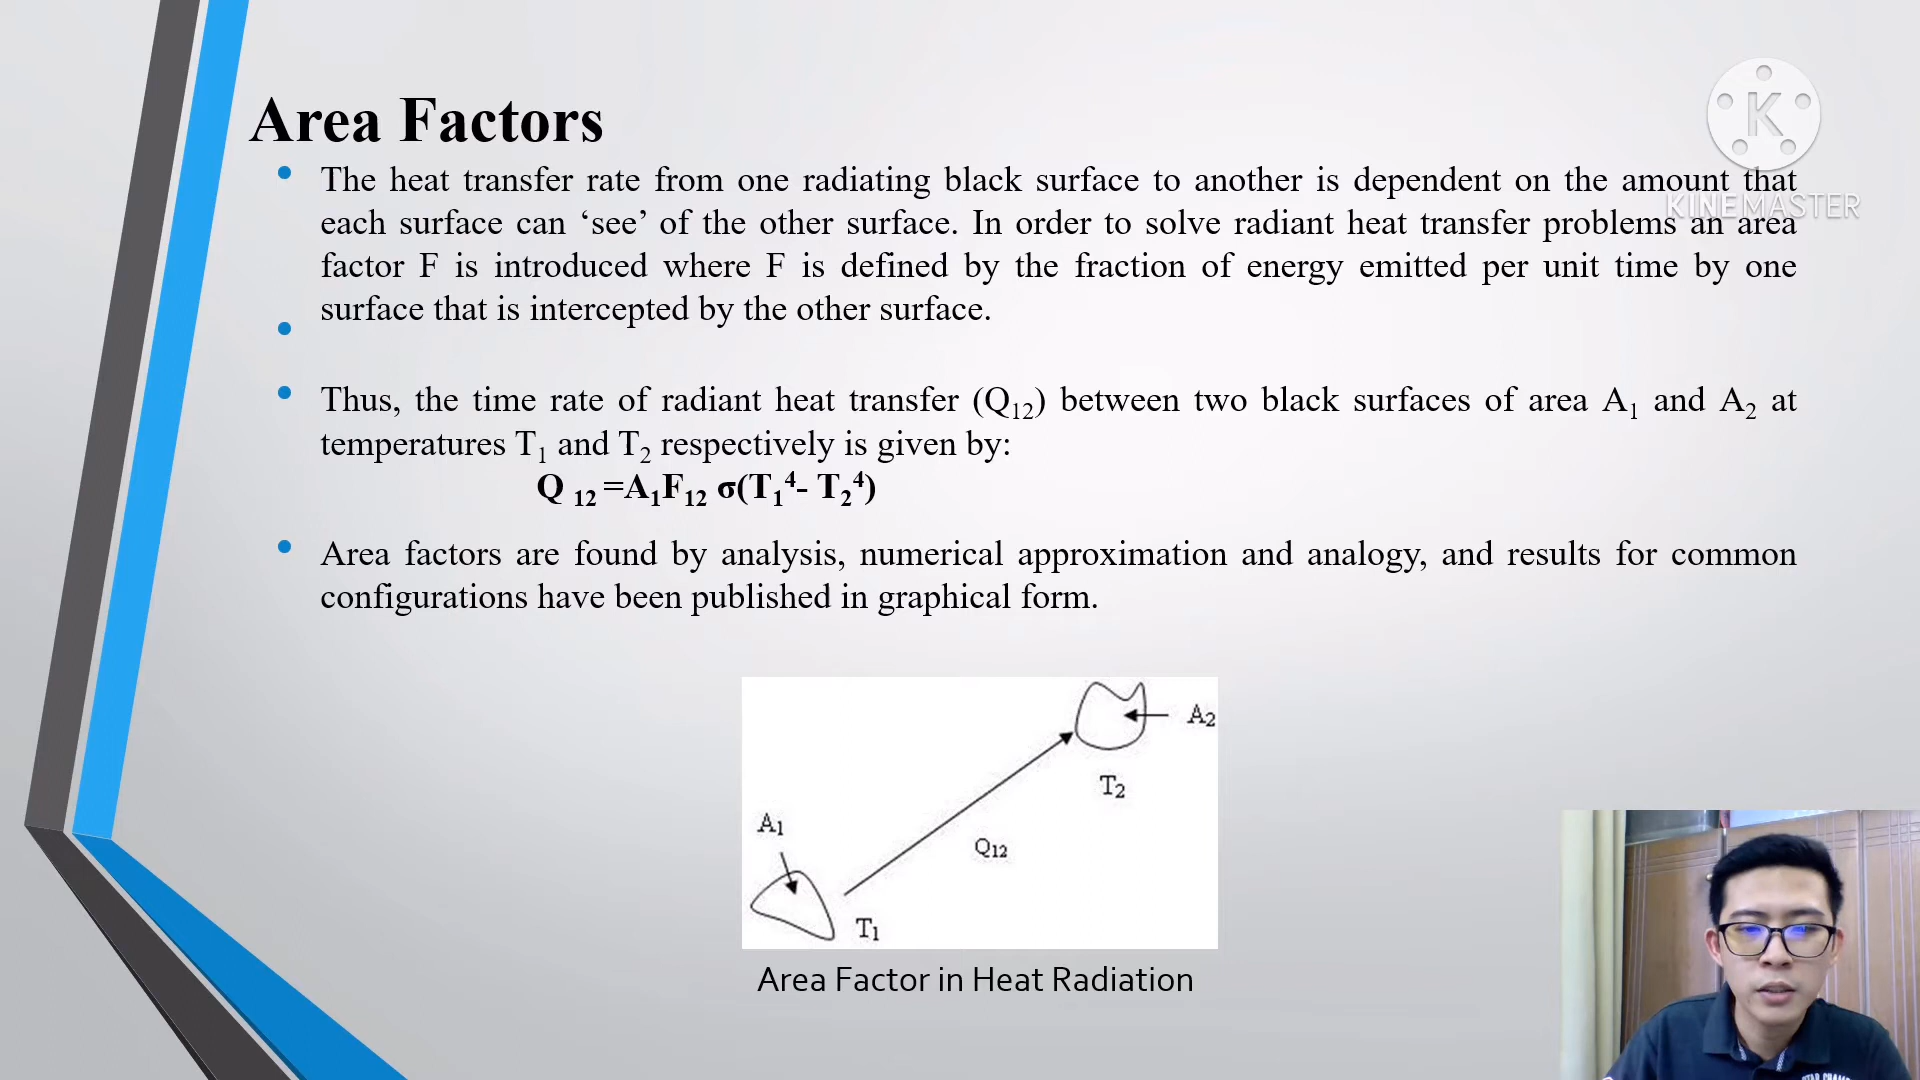 Area Factors
K
KINEMASTER
• The heat transfer rate from one radiating black surface to another is dependent on the amount that
each surface can ‘see’ of the other surface. In order to solve radiant heat transfer problems an area
factor F is introduced where F is defined by the fraction of energy emitted per unit time by one
surface that is intercepted by the other surface.
•
• Thus, the time rate of radiant heat transfer (Q₁₂) between two black surfaces of area A₁ and A₂ at
temperatures T₁ and T₂ respectively is given by:
Q ₁₂ =A₁F₁₂ σ(T₁⁴- T₂⁴)
• Area factors are found by analysis, numerical approximation and analogy, and results for common
configurations have been published in graphical form.
A₂
T₂
A₁
Q₁₂
T₁
Area Factor in Heat Radiation